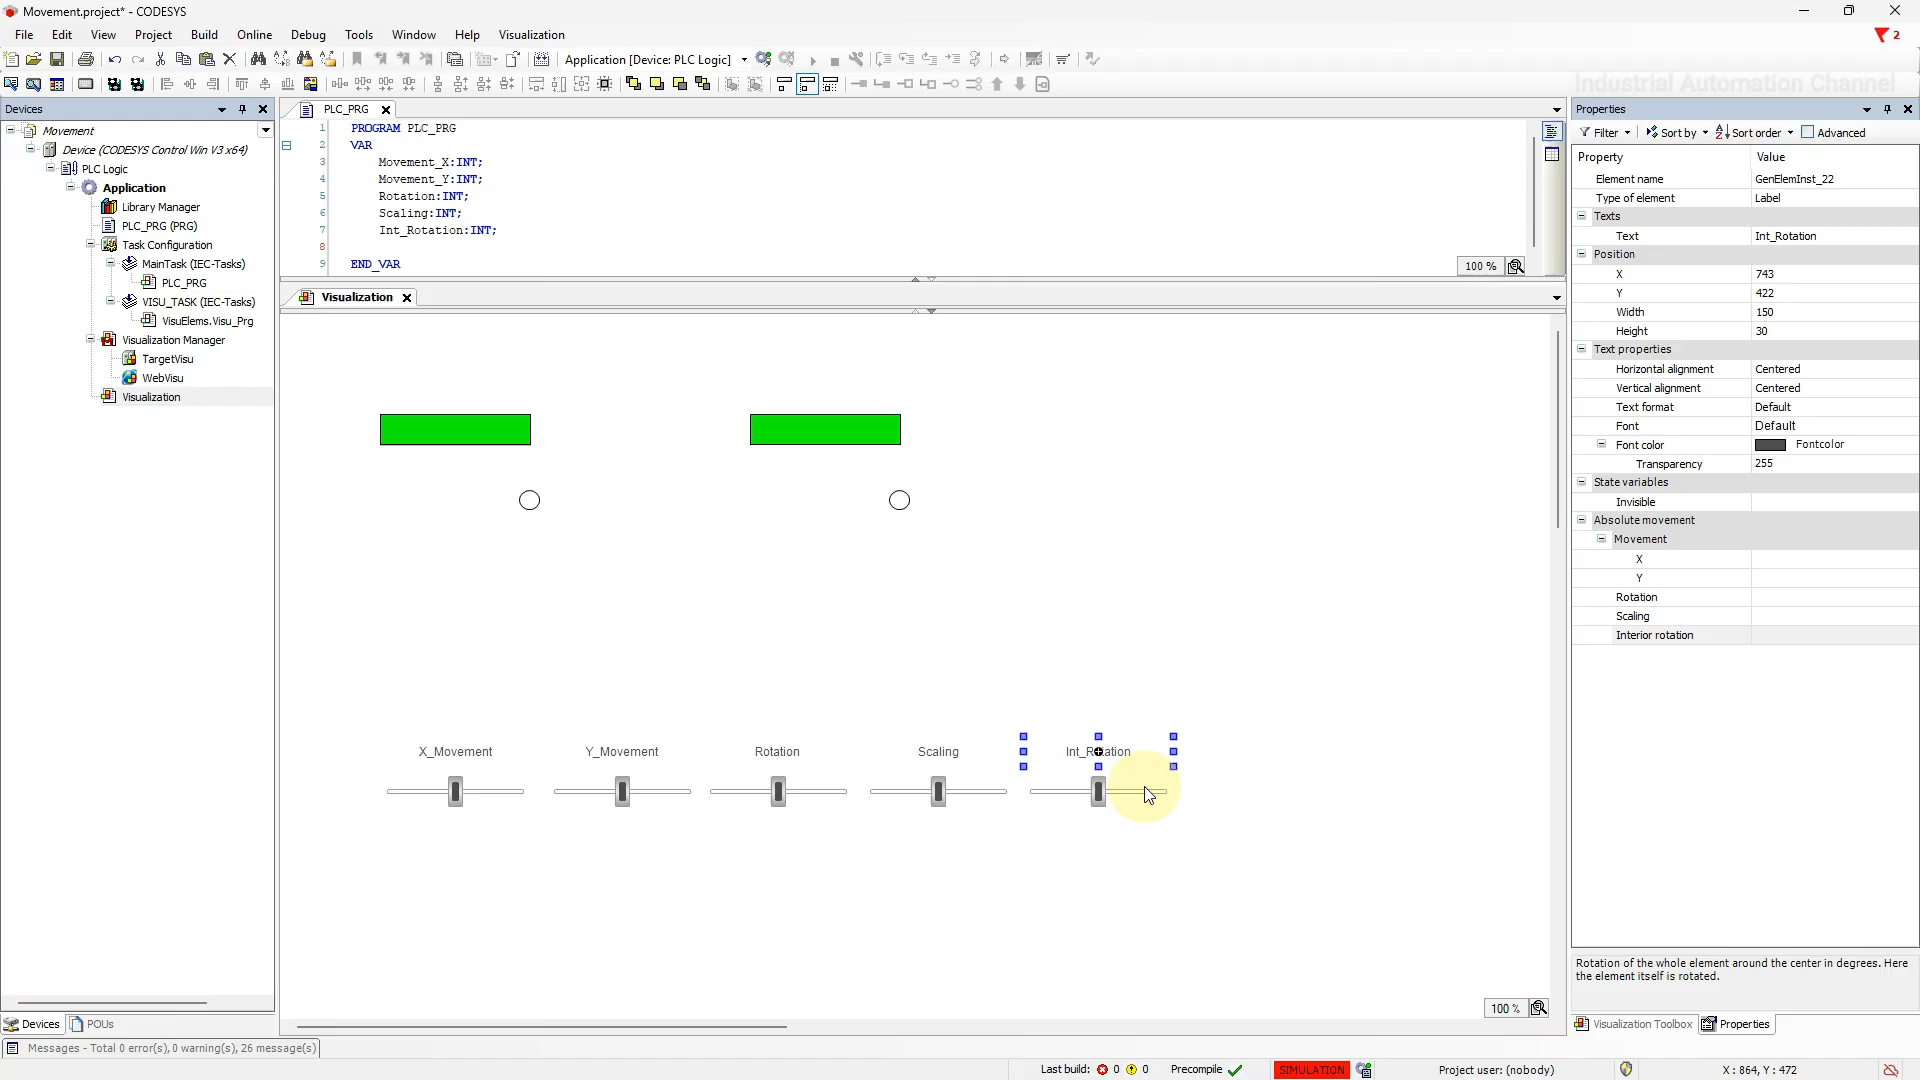 Movement.project* - CODESYS
File Edit View Project Build Online Debug Tools Window Help Visualization
2
Application [Device: PLC Logic]
Industrial Automation Channel
Devices
Movement
Device (CODESYS Control Win V3 x64)
PLC Logic
Application
Library Manager
PLC_PRG (PRG)
Task Configuration
MainTask (IEC-Tasks)
PLC_PRG
VISU_TASK (IEC-Tasks)
VisuElems.Visu_Prg
Visualization Manager
TargetVisu
WebVisu
Visualization
Devices POUs
PLC_PRG
1 PROGRAM PLC_PRG
2 VAR
3 Movement_X:INT;
4 Movement_Y:INT;
5 Rotation:INT;
6 Scaling:INT;
7 Int_Rotation:INT;
8
9 END_VAR
100 %
Visualization
X_Movement Y_Movement Rotation Scaling Int_Rotation
100 %
Properties
Filter Sort by Sort order Advanced
Property Value
Element name GenElemInst_22
Type of element Label
Texts
Text Int_Rotation
Position
X 743
Y 422
Width 150
Height 30
Text properties
Horizontal alignment Centered
Vertical alignment Centered
Text format Default
Font Default
Font color Fontcolor
Transparency 255
State variables
Invisible
Absolute movement
Movement
X
Y
Rotation
Scaling
Interior rotation
Rotation of the whole element around the center in degrees. Here
the element itself is rotated.
Visualization Toolbox Properties
Messages - Total 0 error(s), 0 warning(s), 26 message(s)
Last build: 0 0 Precompile SIMULATION Project user: (nobody) X : 864, Y : 472